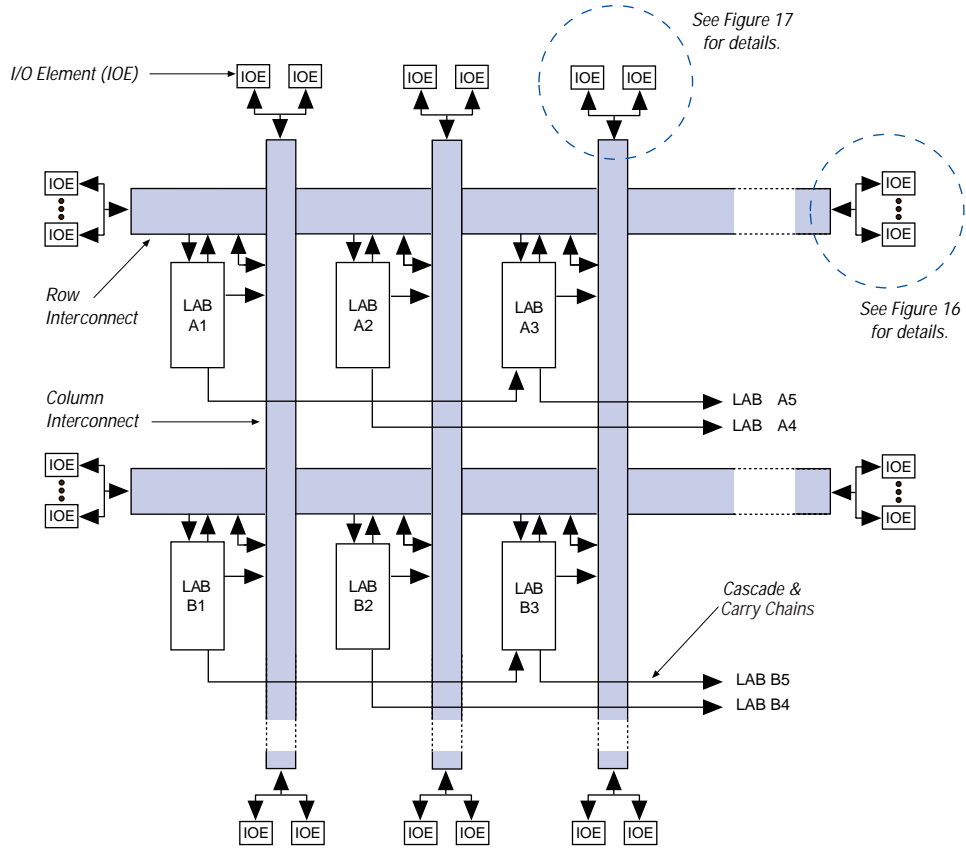 See Figure 17
for details.
I/O Element (IOE)
IOE IOE IOE IOE IOE IOE
IOE
IOE
IOE
IOE
Row
Interconnect
LAB
A1
LAB
A2
LAB
A3
See Figure 16
for details.
Column
Interconnect
LAB A5
LAB A4
IOE
IOE
IOE
IOE
LAB
B1
LAB
B2
LAB
B3
Cascade &
Carry Chains
LAB B5
LAB B4
IOE IOE IOE IOE IOE IOE